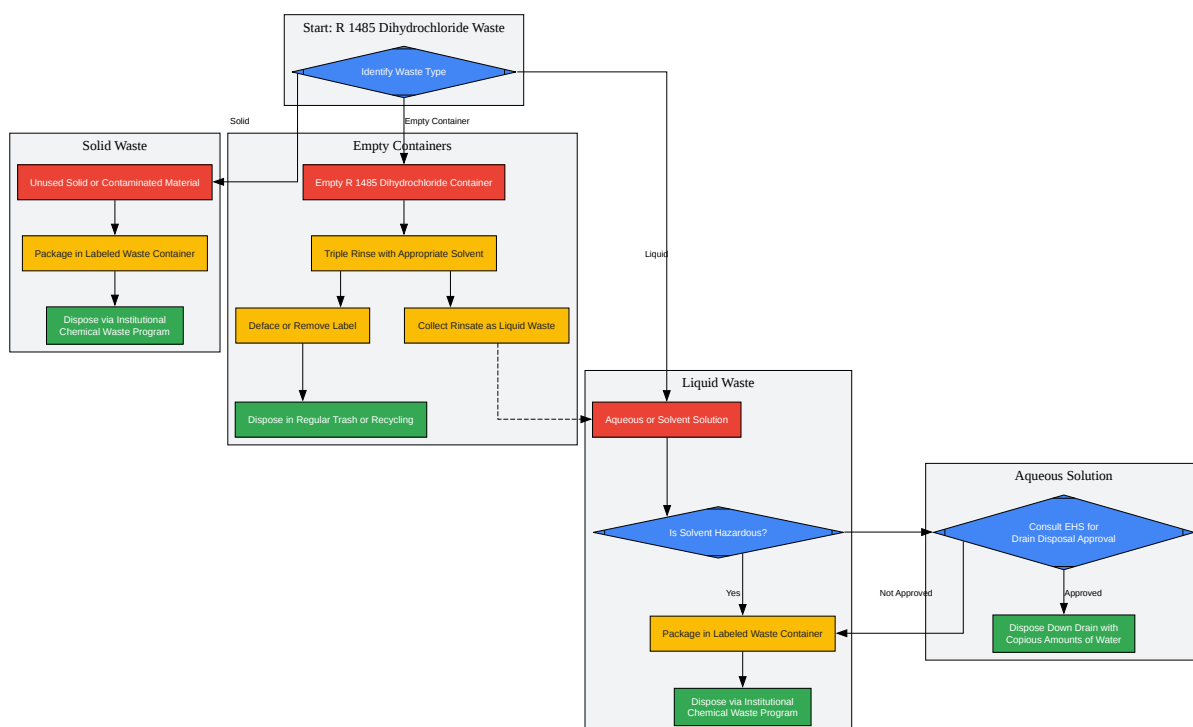 Start: R 1485 Dihydrochloride Waste
Identify Waste Type
Solid
Empty Container
Solid Waste
Empty Containers
Unused Solid or Contaminated Material
Empty R 1485 Dihydrochloride Container
Package in Labeled Waste Container
Triple Rinse with Appropriate Solvent
Liquid
Dispose via Institutional
Chemical Waste Program
Deface or Remove Label
Collect Rinsate as Liquid Waste
Liquid Waste
Dispose in Regular Trash or Recycling
Aqueous or Solvent Solution
Aqueous Solution
Is Solvent Hazardous?
Consult EHS for
Drain Disposal Approval
Yes
Not Approved
Approved
Package in Labeled Waste Container
Dispose Down Drain with
Copious Amounts of Water
Dispose via Institutional
Chemical Waste Program